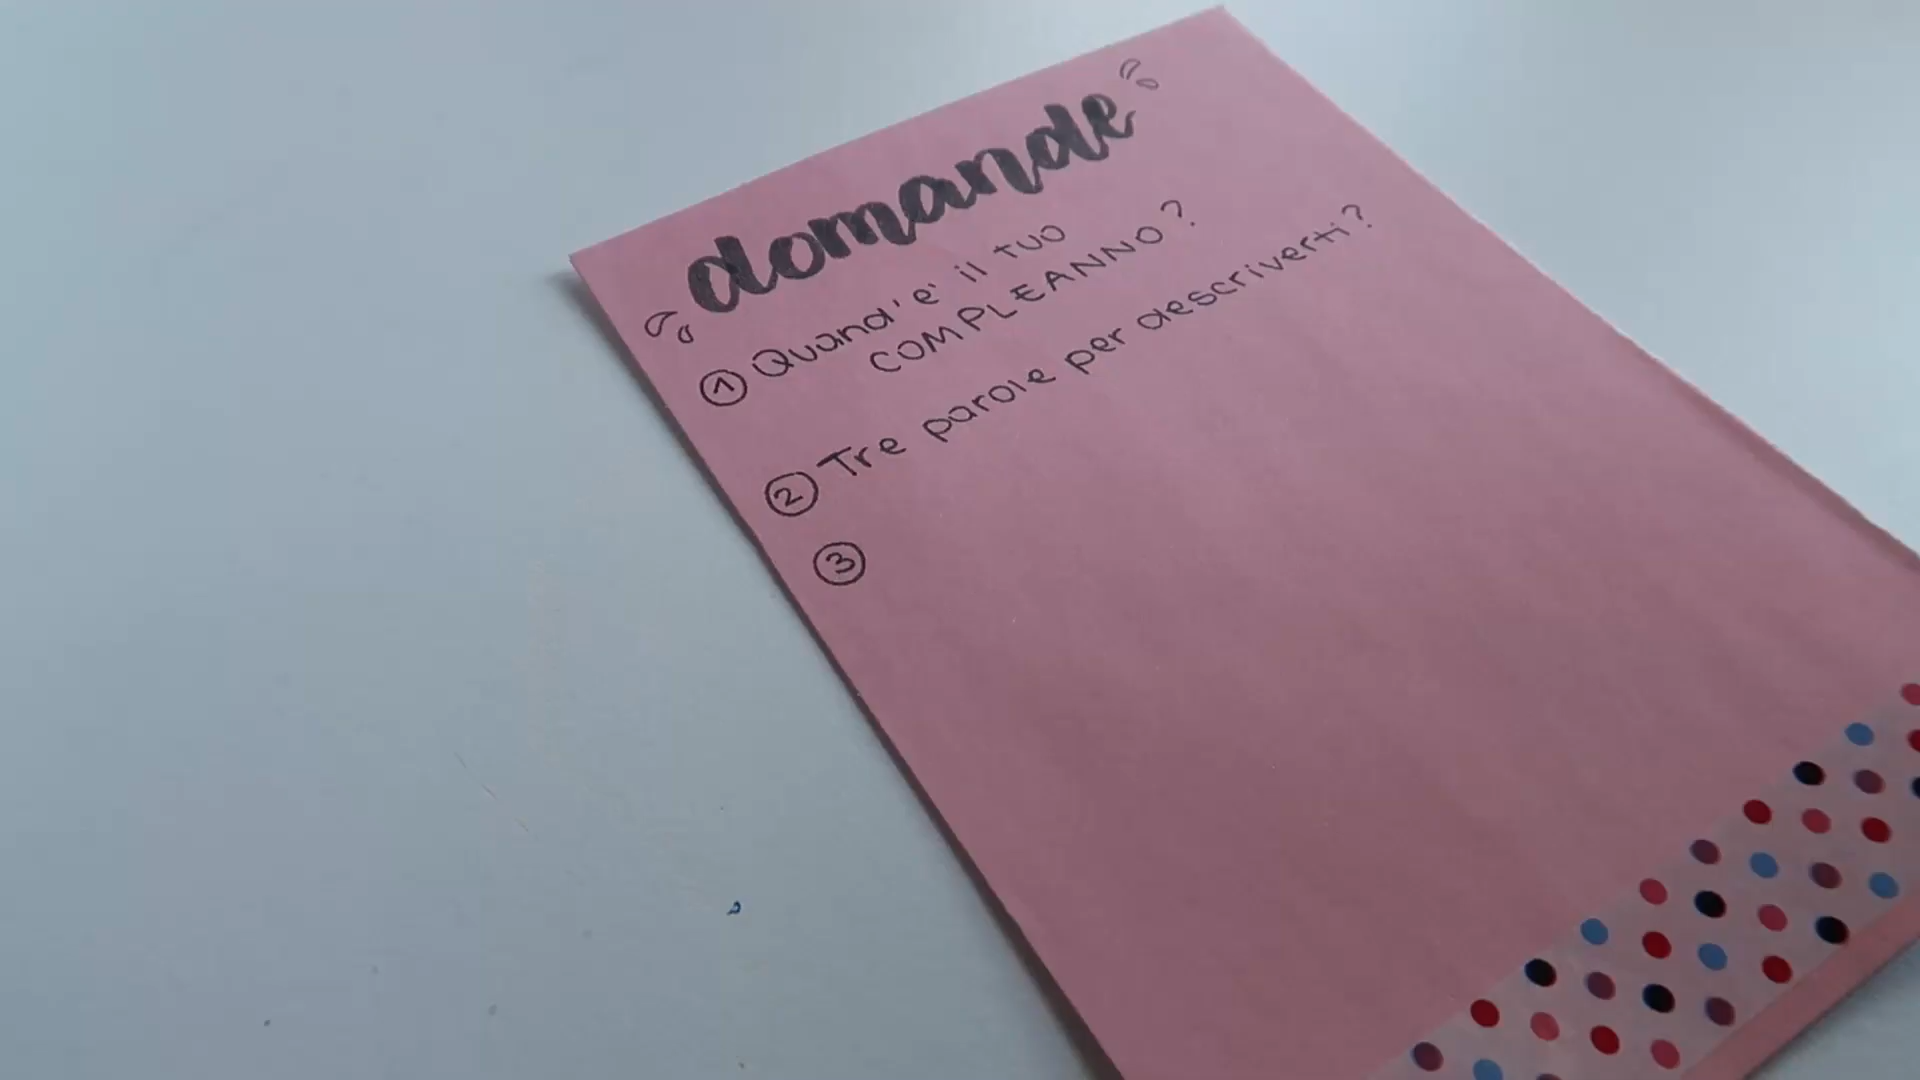 domande
① Quand'è il tuo
COMPLEANNO?
② Tre parole per descriverti?
③